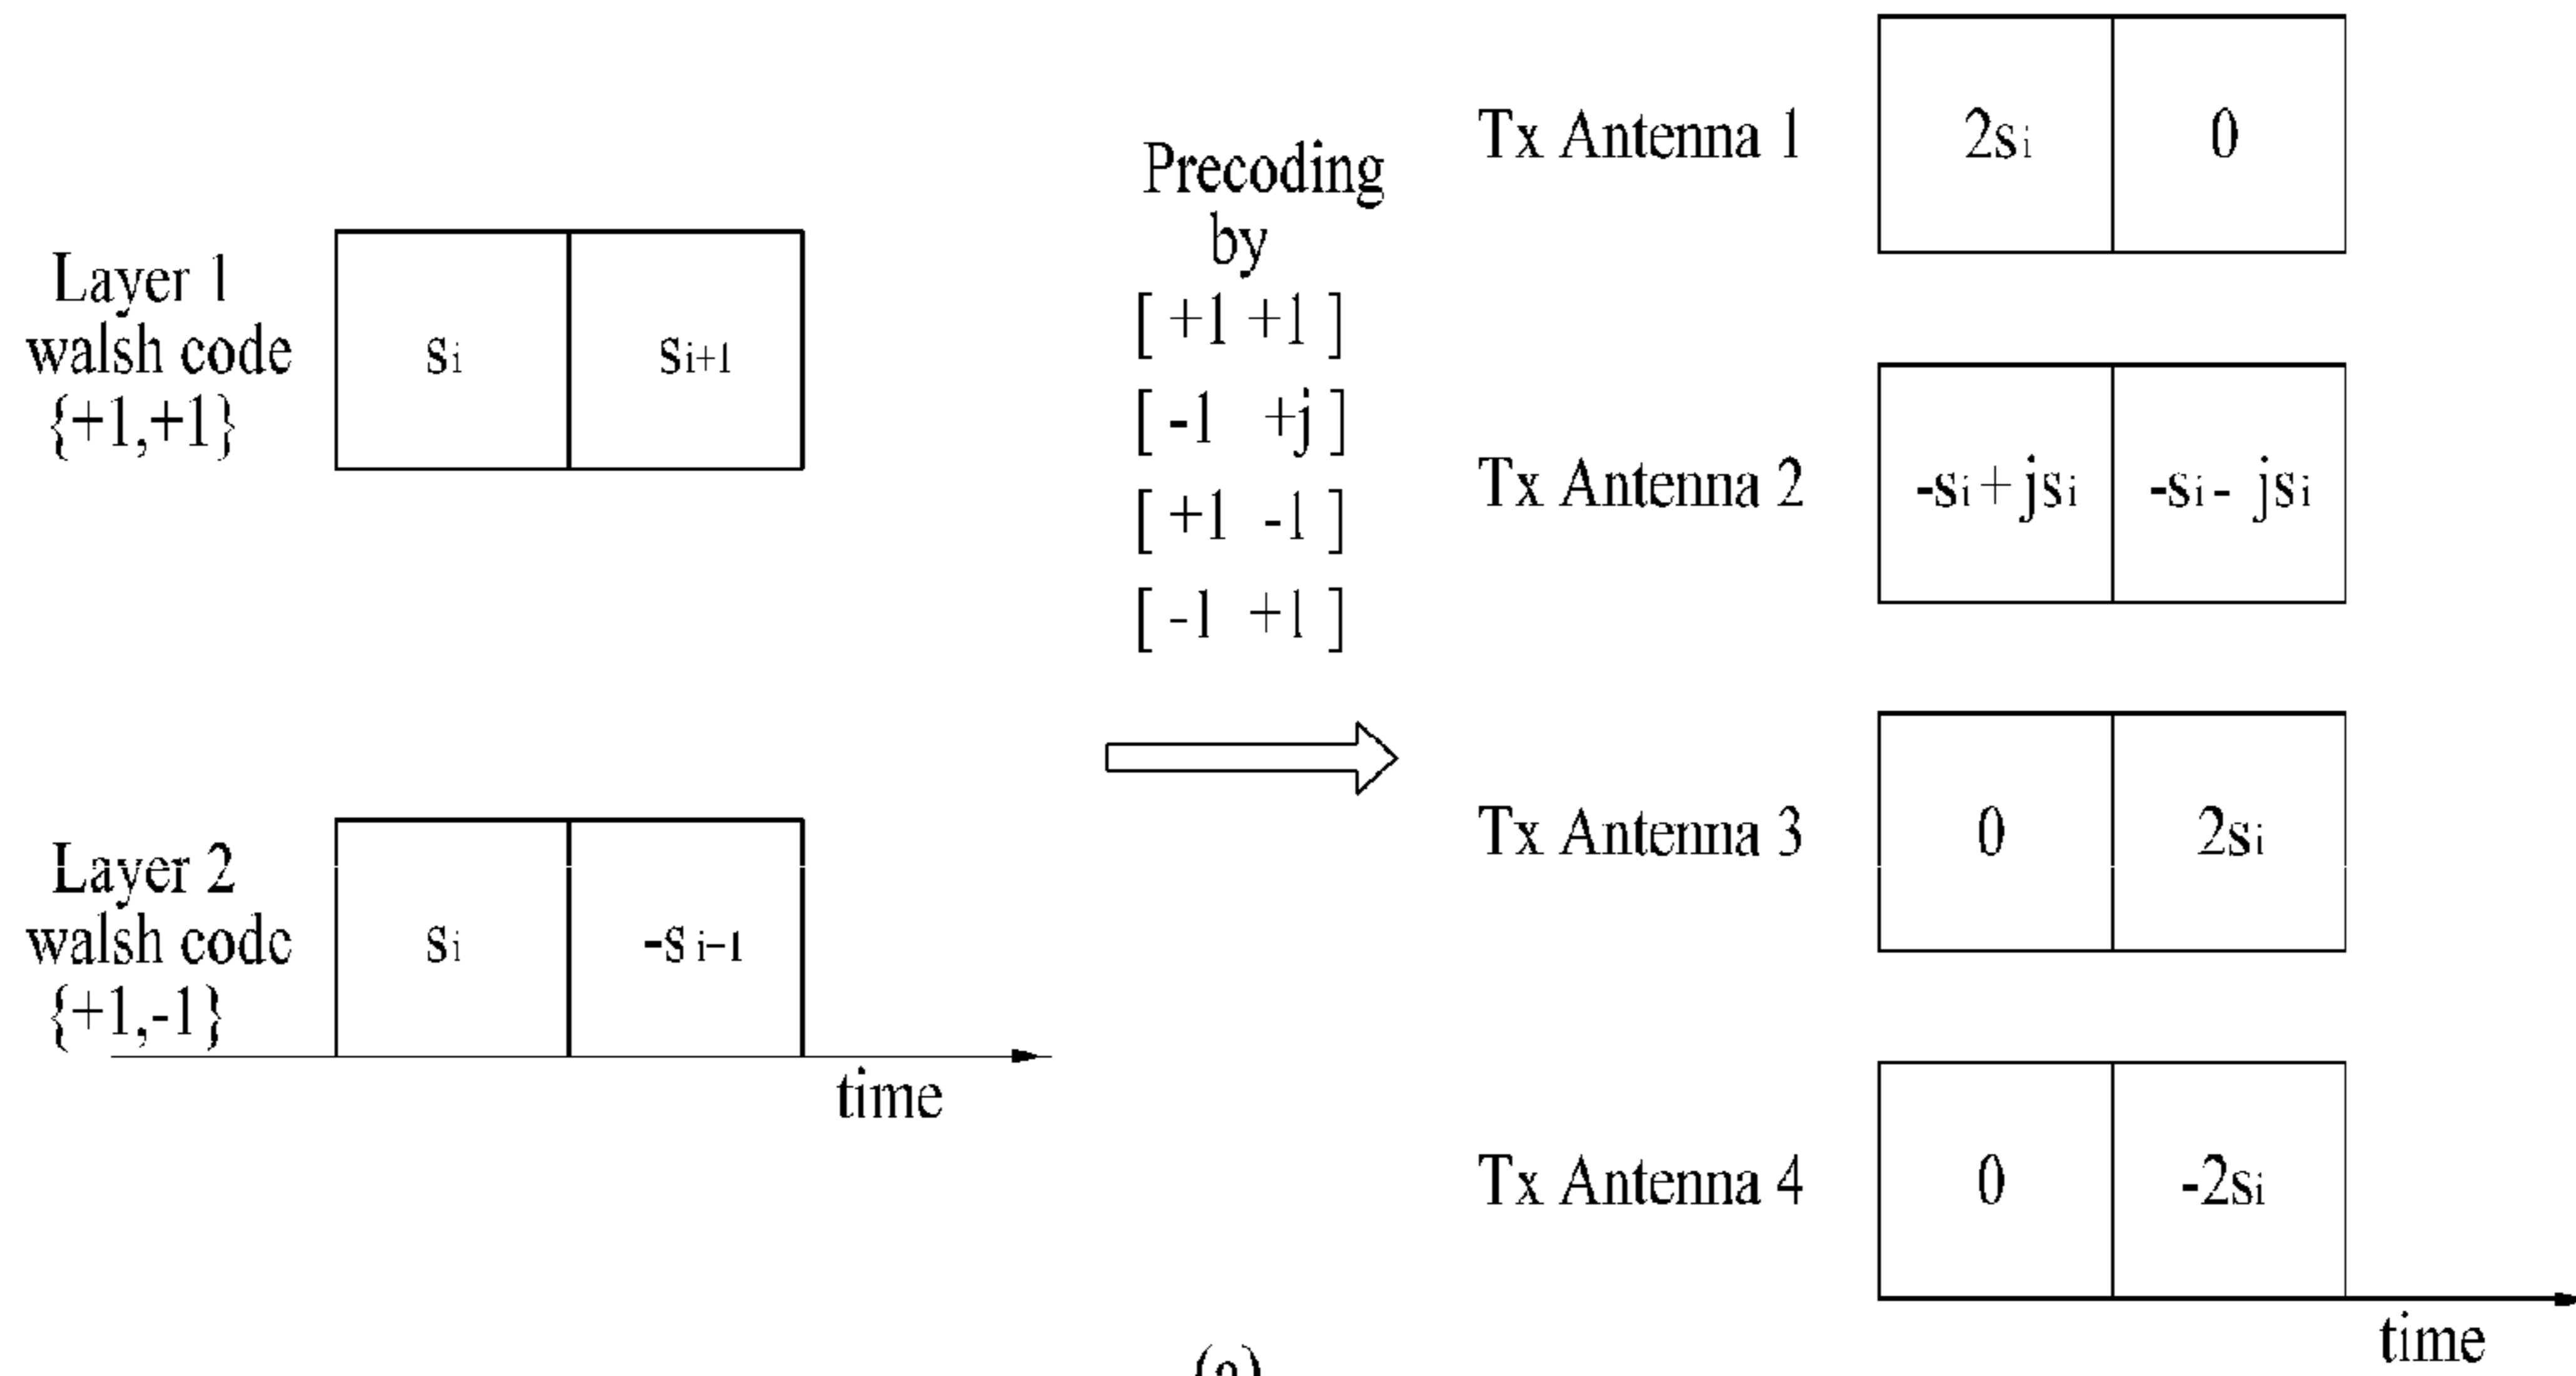 Layer 1
walsh code
{+1,+1}
si
si+1
Layer 2
walsh code
{+1,-1}
si
-s i-1
time
Precoding
by
[ +1 +1 ]
[ -1 +j ]
[ +1 -1 ]
[ -1 +1 ]
Tx Antenna 1
2si
0
Tx Antenna 2
-si + jsi
-si - jsi
Tx Antenna 3
0
2si
Tx Antenna 4
0
-2si
time